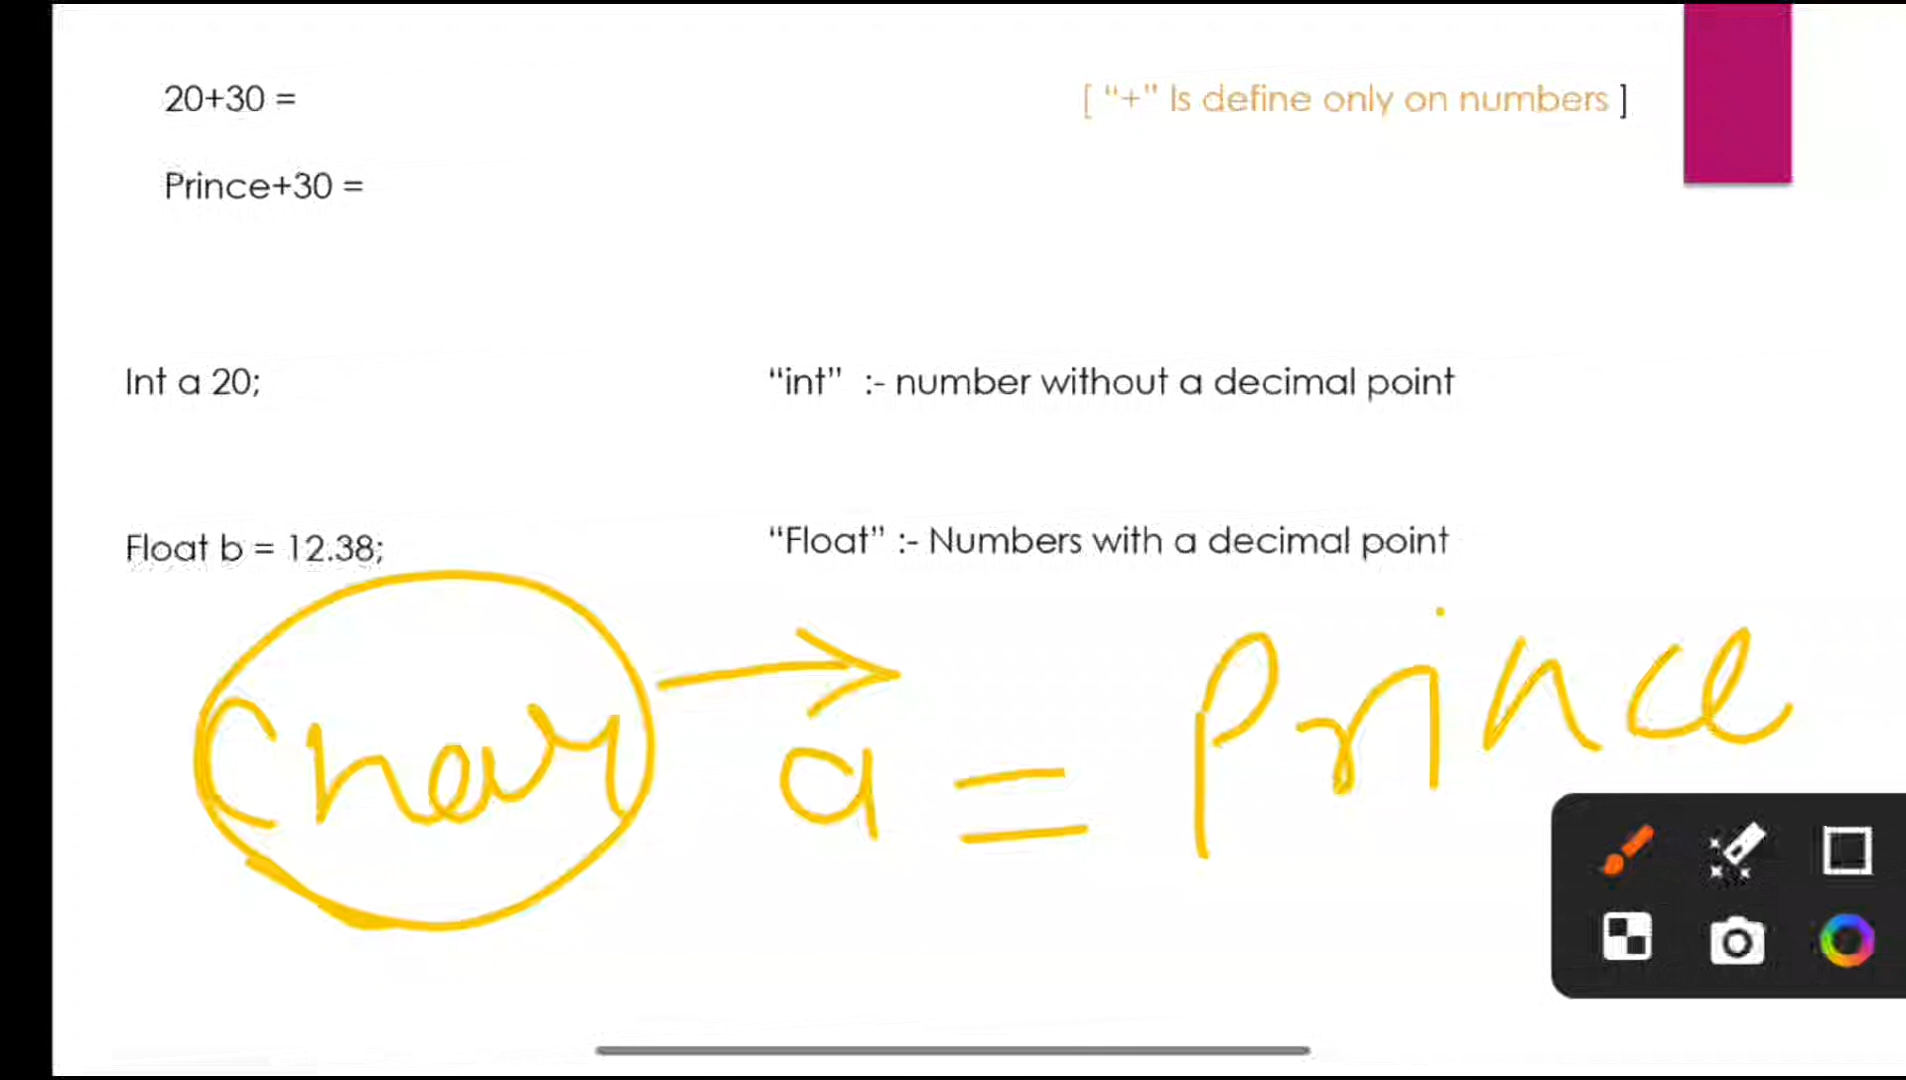 20+30 =
[ “+” Is define only on numbers ]
Prince+30 =
Int a 20;
“int” :- number without a decimal point
Float b = 12.38;
“Float” :- Numbers with a decimal point
Char → a = Prince